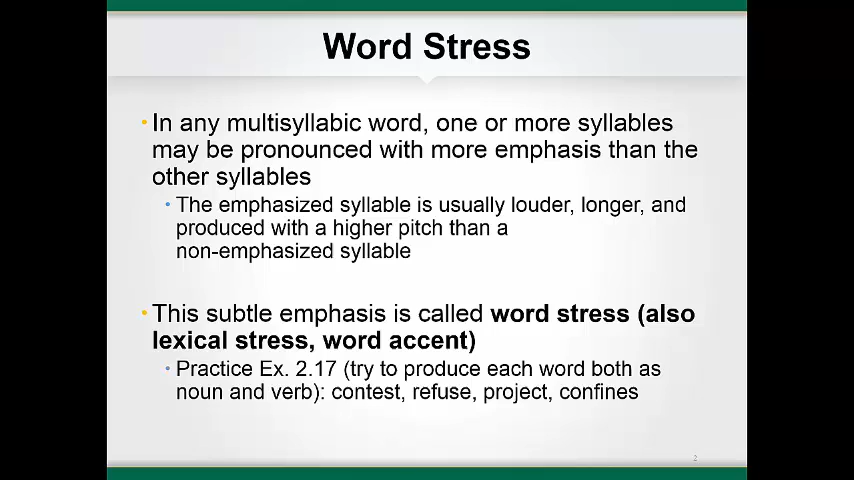 Word Stress
In any multisyllabic word, one or more syllables
may be pronounced with more emphasis than the
other syllables
The emphasized syllable is usually louder, longer, and
produced with a higher pitch than a
non-emphasized syllable
This subtle emphasis is called word stress (also
lexical stress, word accent)
Practice Ex. 2.17 (try to produce each word both as
noun and verb): contest, refuse, project, confines
2